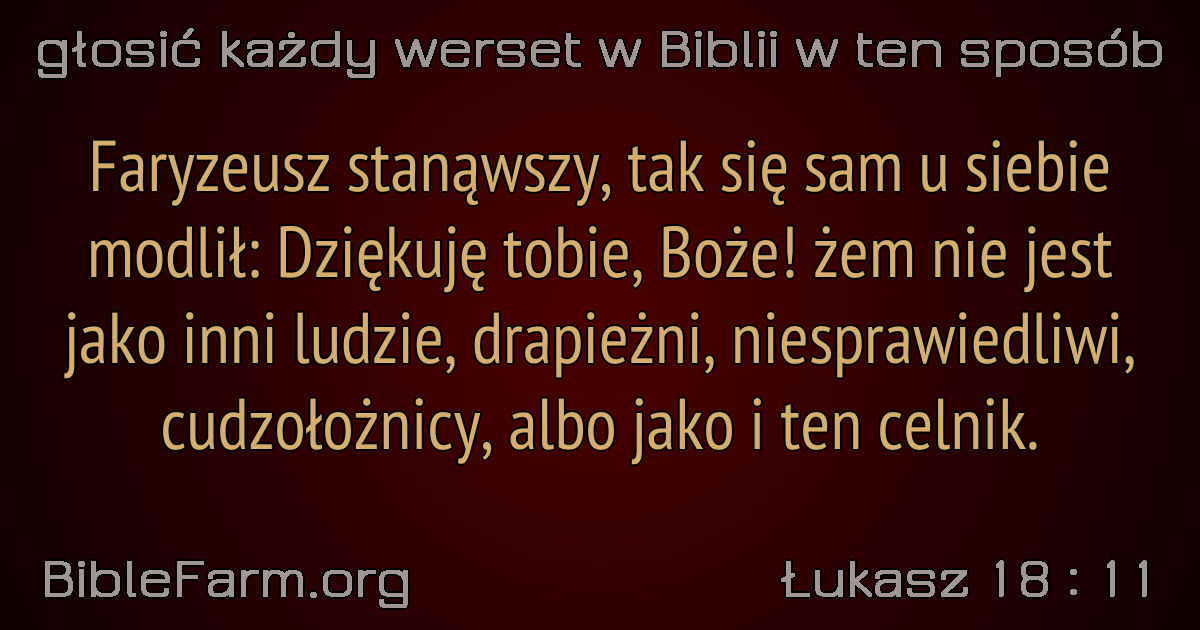 głosić każdy werset w Biblii w ten sposób
Faryzeusz stanąwszy, tak się sam u siebie
modlił: Dziękuję tobie, Boże! żem nie jest
jako inni ludzie, drapieżni, niesprawiedliwi,
cudzołożnicy, albo jako i ten celnik.
BibleFarm.org
Łukasz 18 : 11